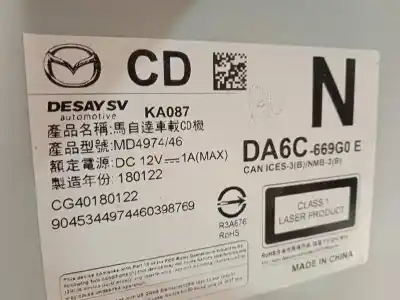 CD
N
DESAY SV
automotive
KA087
產品名稱:馬自達車載CD機
產品型號:MD4974/46
額定電源:DC 12V⎓1A(MAX)
製造年份:180122
CG40180122
9045344974460398769
DA6C-669G0 E
CAN ICES-3(B)/NMB-3(B)
CLASS 1
LASER PRODUCT
R3A676
RoHS
MADE IN CHINA